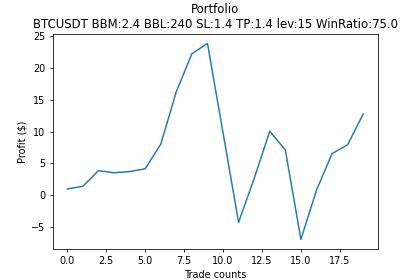 Portfolio
BTCUSDT BBM:2.4 BBL:240 SL:1.4 TP:1.4 lev:15 WinRatio:75.0
25
20
15
10
5
0
−5
Profit ($)
0.0 2.5 5.0 7.5 10.0 12.5 15.0 17.5
Trade counts